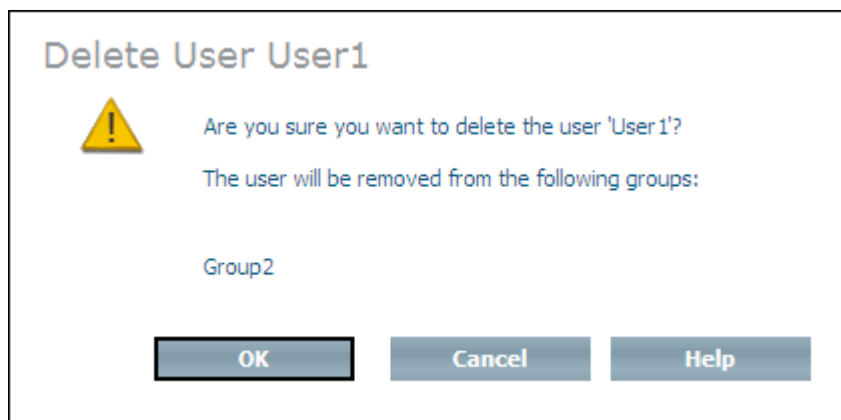 Delete User User1
Are you sure you want to delete the user 'User1'?
The user will be removed from the following groups:
Group2
OK Cancel Help